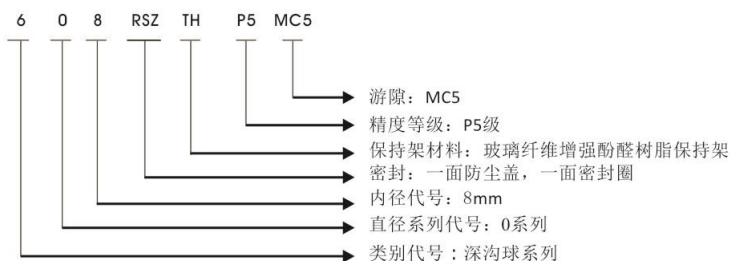 6 0 8 RSZ TH P5 MC5
游隙：MC5
精度等级：P5级
保持架材料：玻璃纤维增强酚醛树脂保持架
密封：一面防尘盖，一面密封圈
内径代号：8mm
直径系列代号：0系列
类别代号：深沟球系列